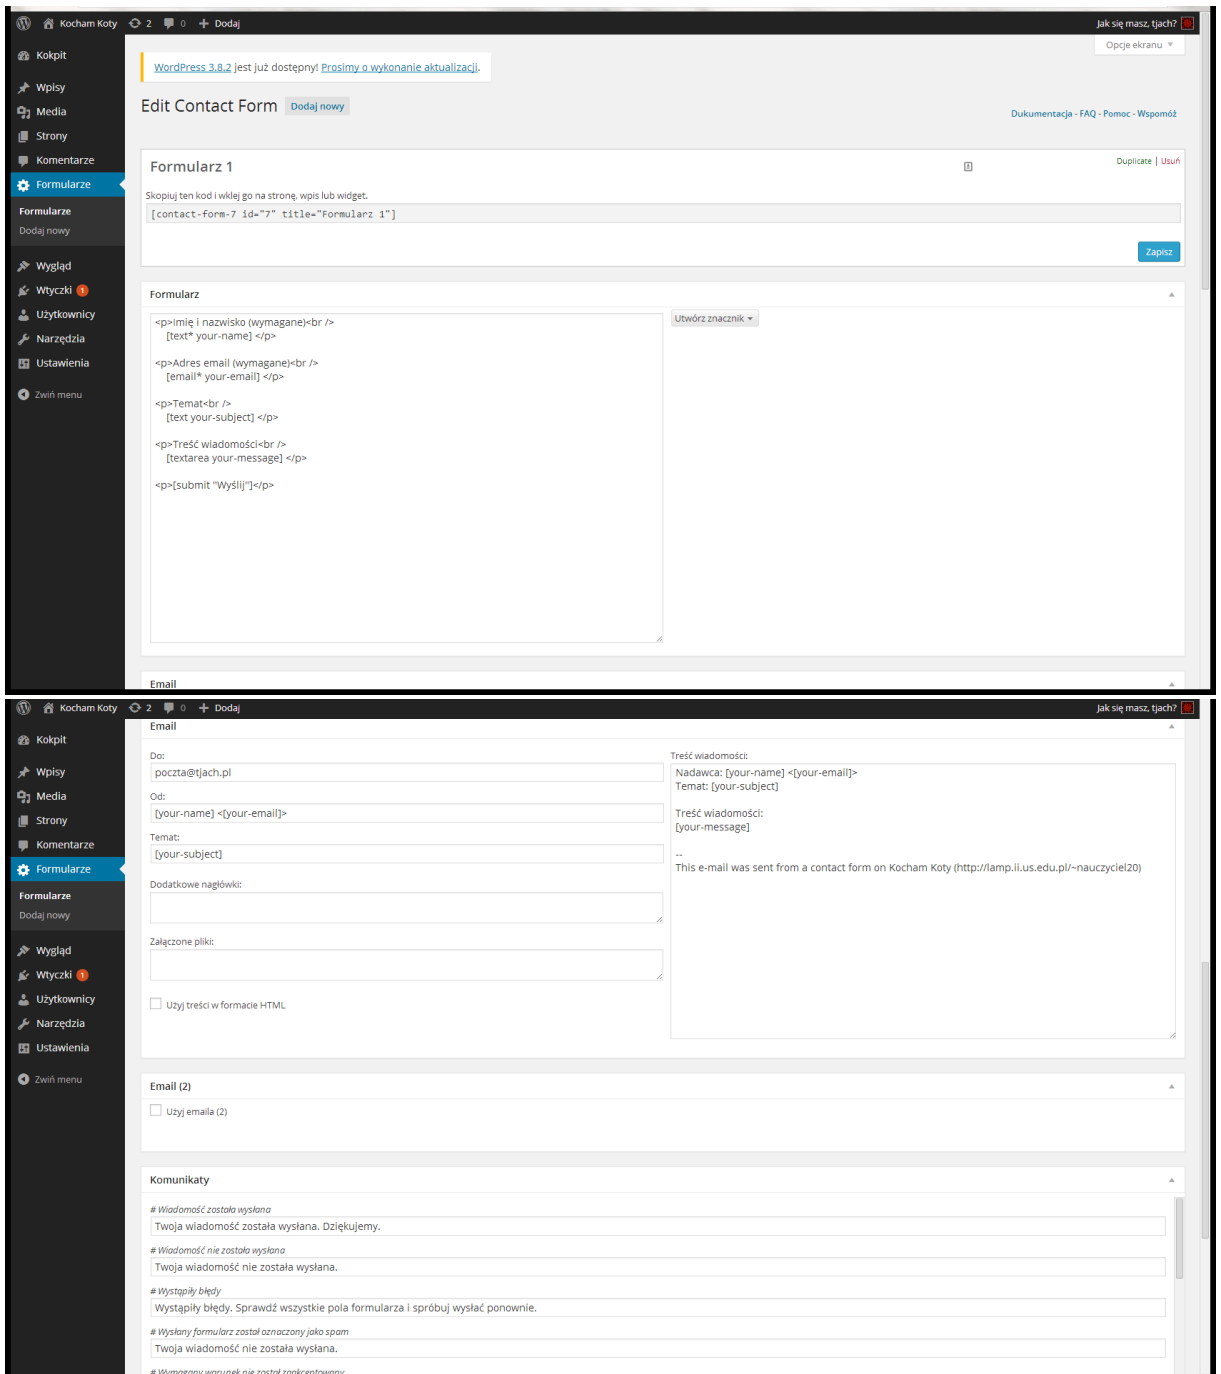 Kocham Koty 2 0 + Dodaj Jak się masz, tjach?
Opcje ekranu
Kokpit
WordPress 3.8.2 jest już dostępny! Prosimy o wykonanie aktualizacji.
Wpisy
Edit Contact Form Dodaj nowy
Media
Dukumentacja - FAQ - Pomoc - Wspomóż
Strony
Komentarze
Formularz 1 Duplicate | Usuń
Formularze
Skopiuj ten kod i wklej go na stronę, wpis lub widget.
Formularze
[contact-form-7 id="7" title="Formularz 1"]
Dodaj nowy
Zapisz
Wygląd
Wtyczki 1
Formularz
Użytkownicy
Utwórz znacznik
<p>Imię i nazwisko (wymagane)<br />
[text* your-name] </p>
Narzędzia
Ustawienia
<p>Adres email (wymagane)<br />
[email* your-email] </p>
Zwiń menu
<p>Temat<br />
[text your-subject] </p>
<p>Treść wiadomości<br />
[textarea your-message] </p>
<p>[submit "Wyślij"]</p>
Email
Kocham Koty 2 0 + Dodaj Jak się masz, tjach?
Email
Kokpit
Do: Treść wiadomości:
Wpisy
poczta@tjach.pl
Nadawca: [your-name] <[your-email]>
Temat: [your-subject]
Media
Od:
Strony
[your-name] <[your-email]>
Treść wiadomości:
[your-message]
Komentarze
Temat:
[your-subject]
--
This e-mail was sent from a contact form on Kocham Koty (http://lamp.ii.us.edu.pl/~nauczyciel20)
Formularze
Dodatkowe nagłówki:
Formularze
Dodaj nowy
Załączone pliki:
Wygląd
Wtyczki 1
Użytkownicy
Użyj treści w formacie HTML
Narzędzia
Ustawienia
Zwiń menu
Email (2)
Użyj emaila (2)
Komunikaty
# Wiadomość została wysłana
Twoja wiadomość została wysłana. Dziękujemy.
# Wiadomość nie została wysłana
Twoja wiadomość nie została wysłana.
# Wystąpiły błędy
Wystąpiły błędy. Sprawdź wszystkie pola formularza i spróbuj wysłać ponownie.
# Wysłany formularz został oznaczony jako spam
Twoja wiadomość nie została wysłana.
# Wymagany warunek nie został zaakceptowany